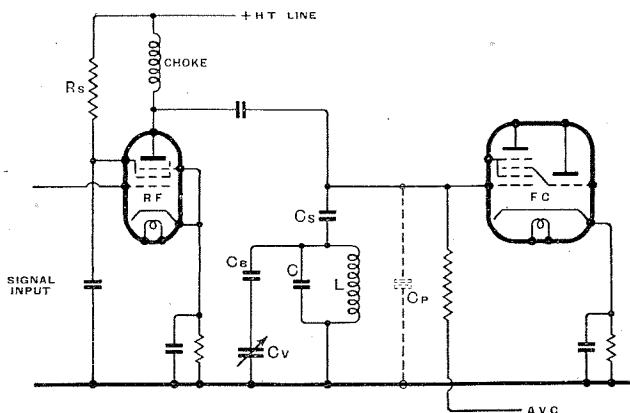 + HT LINE
CHOKE
RS
RF
FC
CS
CB
C
L
CP
SIGNAL
INPUT
CV
A.V.C.